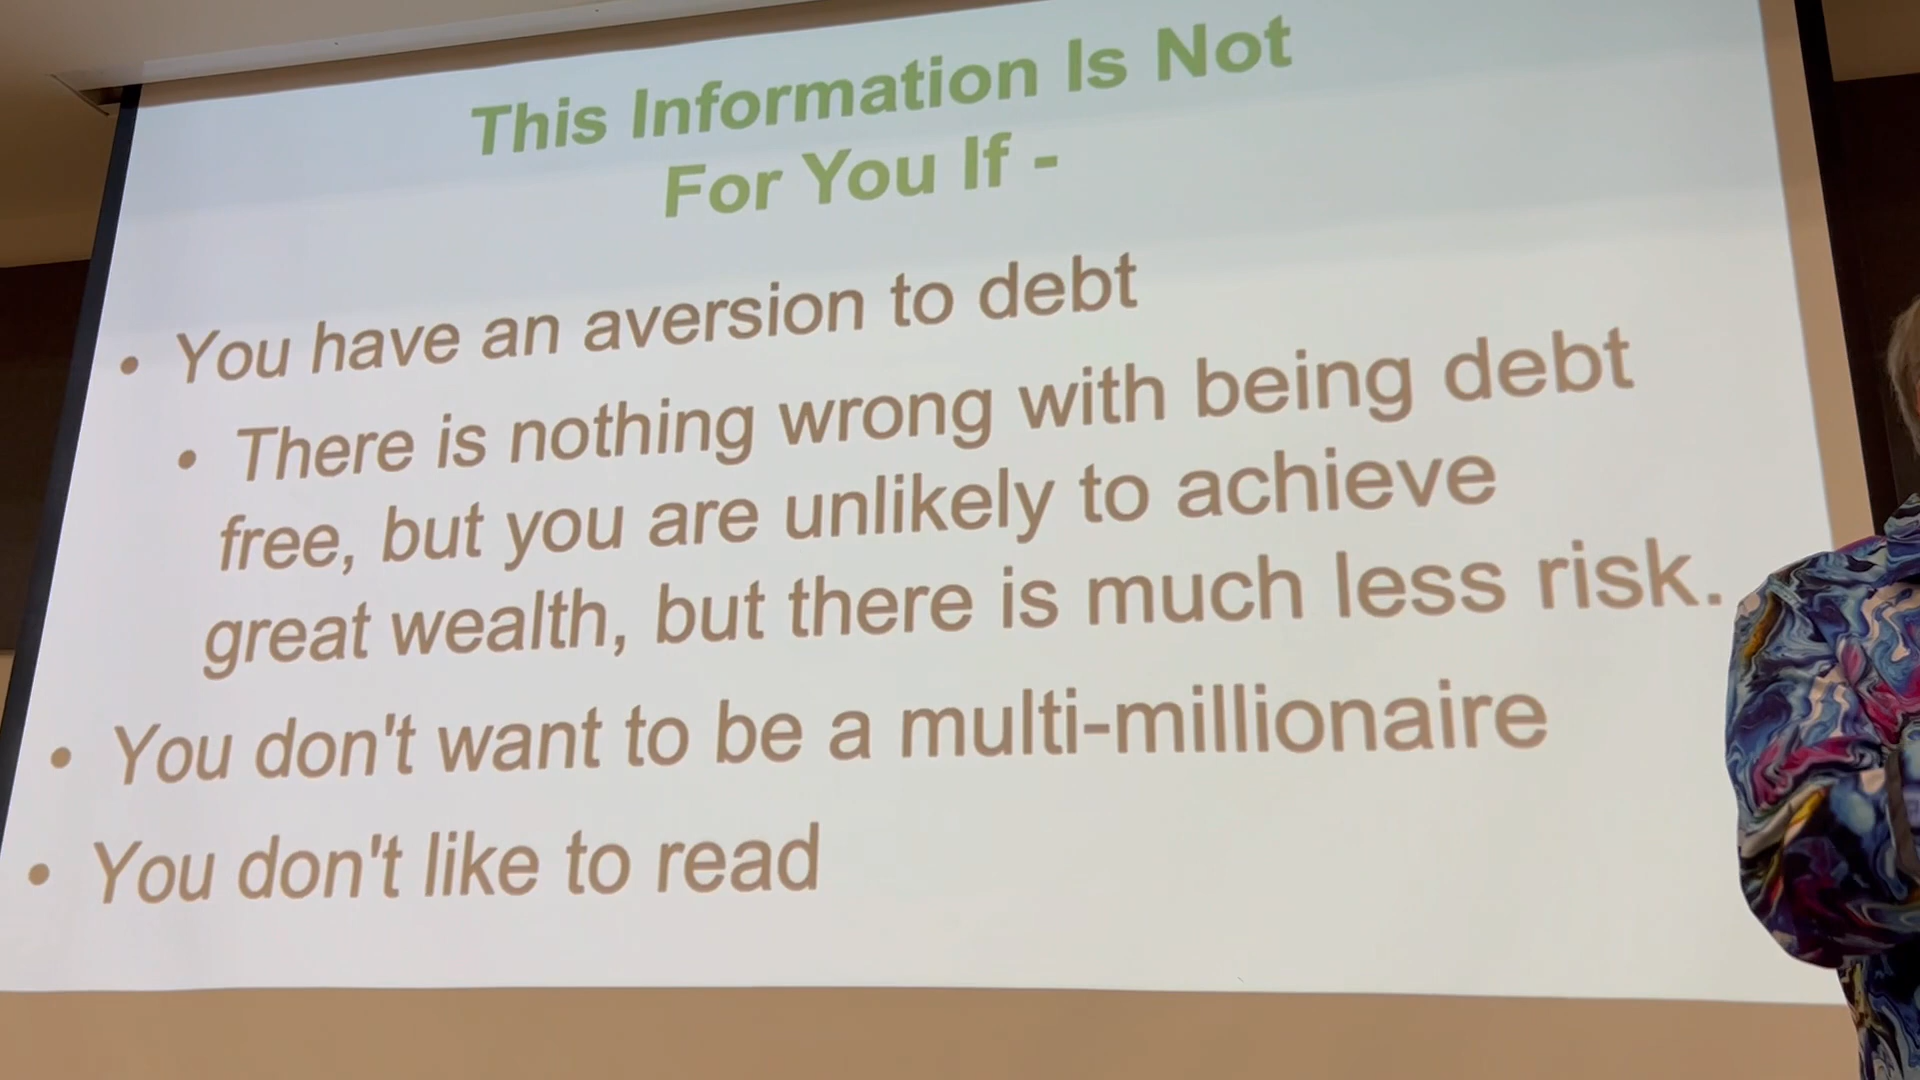 This Information Is Not
For You If -
• You have an aversion to debt
• There is nothing wrong with being debt
free, but you are unlikely to achieve
great wealth, but there is much less risk.
• You don't want to be a multi-millionaire
• You don't like to read